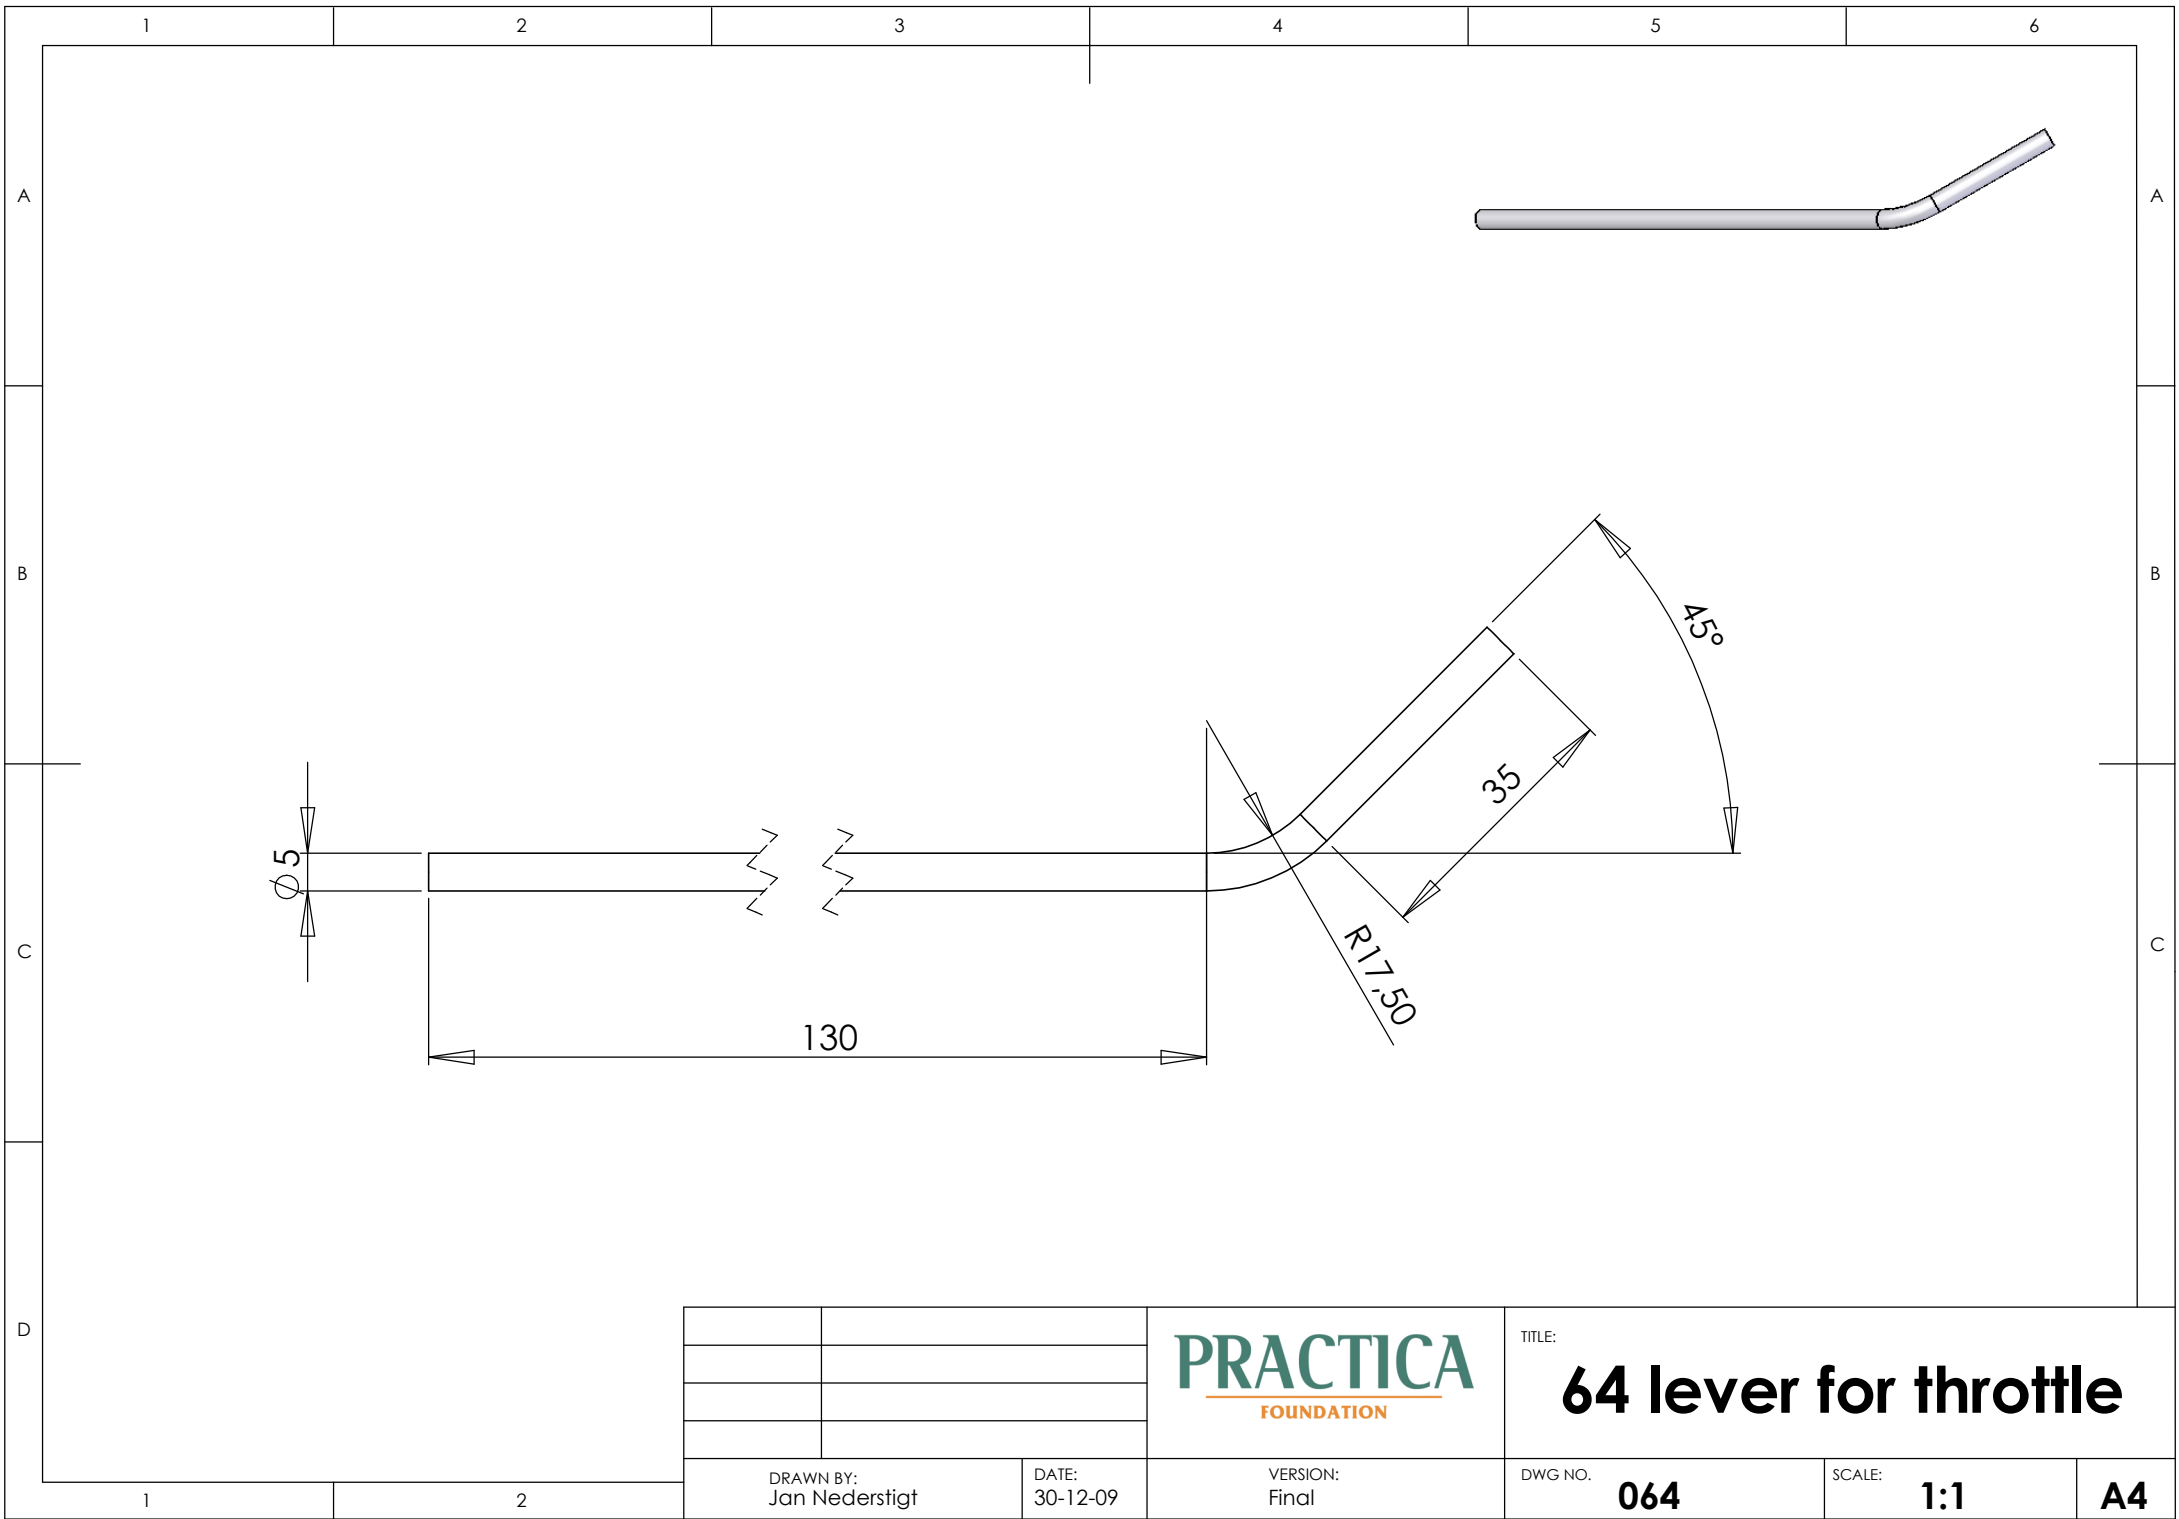 1 2 3 4 5 6
A A
B B
45°
35
Ø 5
C C
R17,50
130
D
PRACTICA
FOUNDATION
TITLE:
64 lever for throttle
DRAWN BY:
Jan Nederstigt
DATE:
30-12-09
VERSION:
Final
DWG NO.
064
SCALE:
1:1
A4
1 2